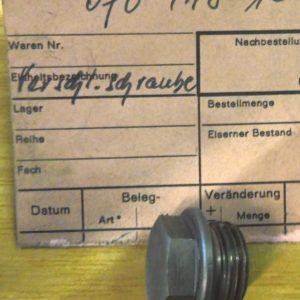 Waren Nr.
Nachbestellu
Einheitsbezeichnung
Verschl.schraube
Lager
Bestellmenge
Reihe
Eiserner Bestand
Fach
Datum
Beleg-
Art*
Veränderung
+
Menge